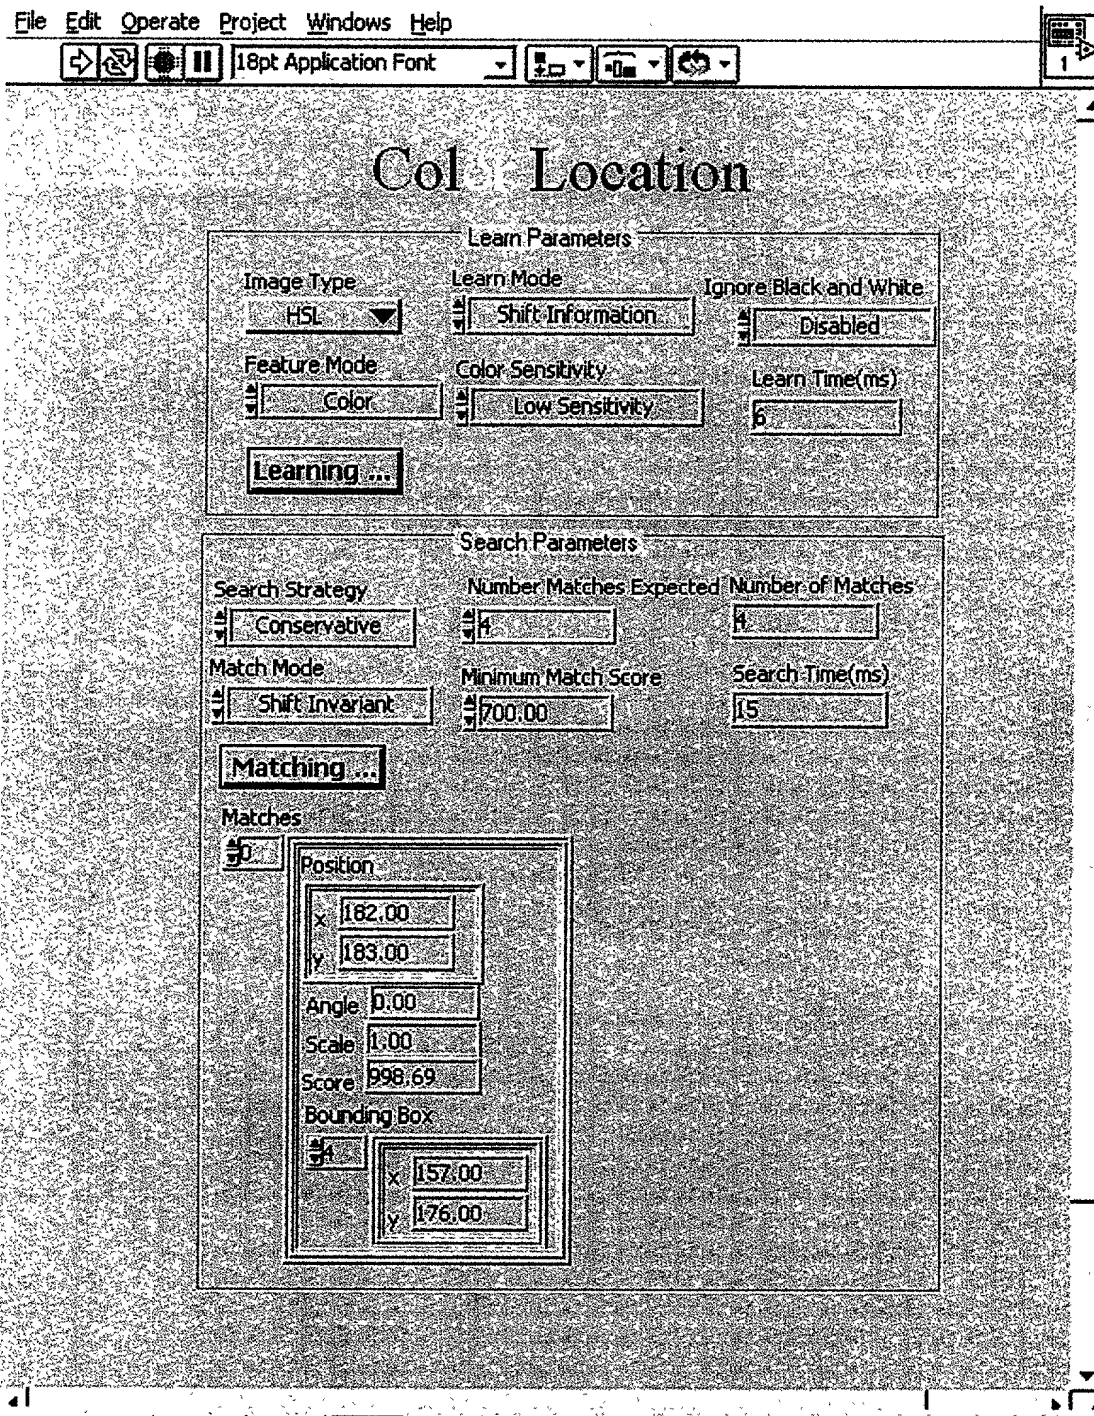 File Edit Operate Project Windows Help
18pt Application Font
1
Color Location
Learn Parameters
Image Type
HSL
Learn Mode
Shift Information
Ignore Black and White
Disabled
Feature Mode
Color
Color Sensitivity
Low Sensitivity
Learn Time(ms)
6
Learning ...
Search Parameters
Search Strategy
Conservative
Number Matches Expected
4
Number of Matches
4
Match Mode
Shift Invariant
Minimum Match Score
700.00
Search Time(ms)
15
Matching ...
Matches
0
Position
x 182.00
y 183.00
Angle 0.00
Scale 1.00
Score 998.69
Bounding Box
4
x 157.00
y 176.00